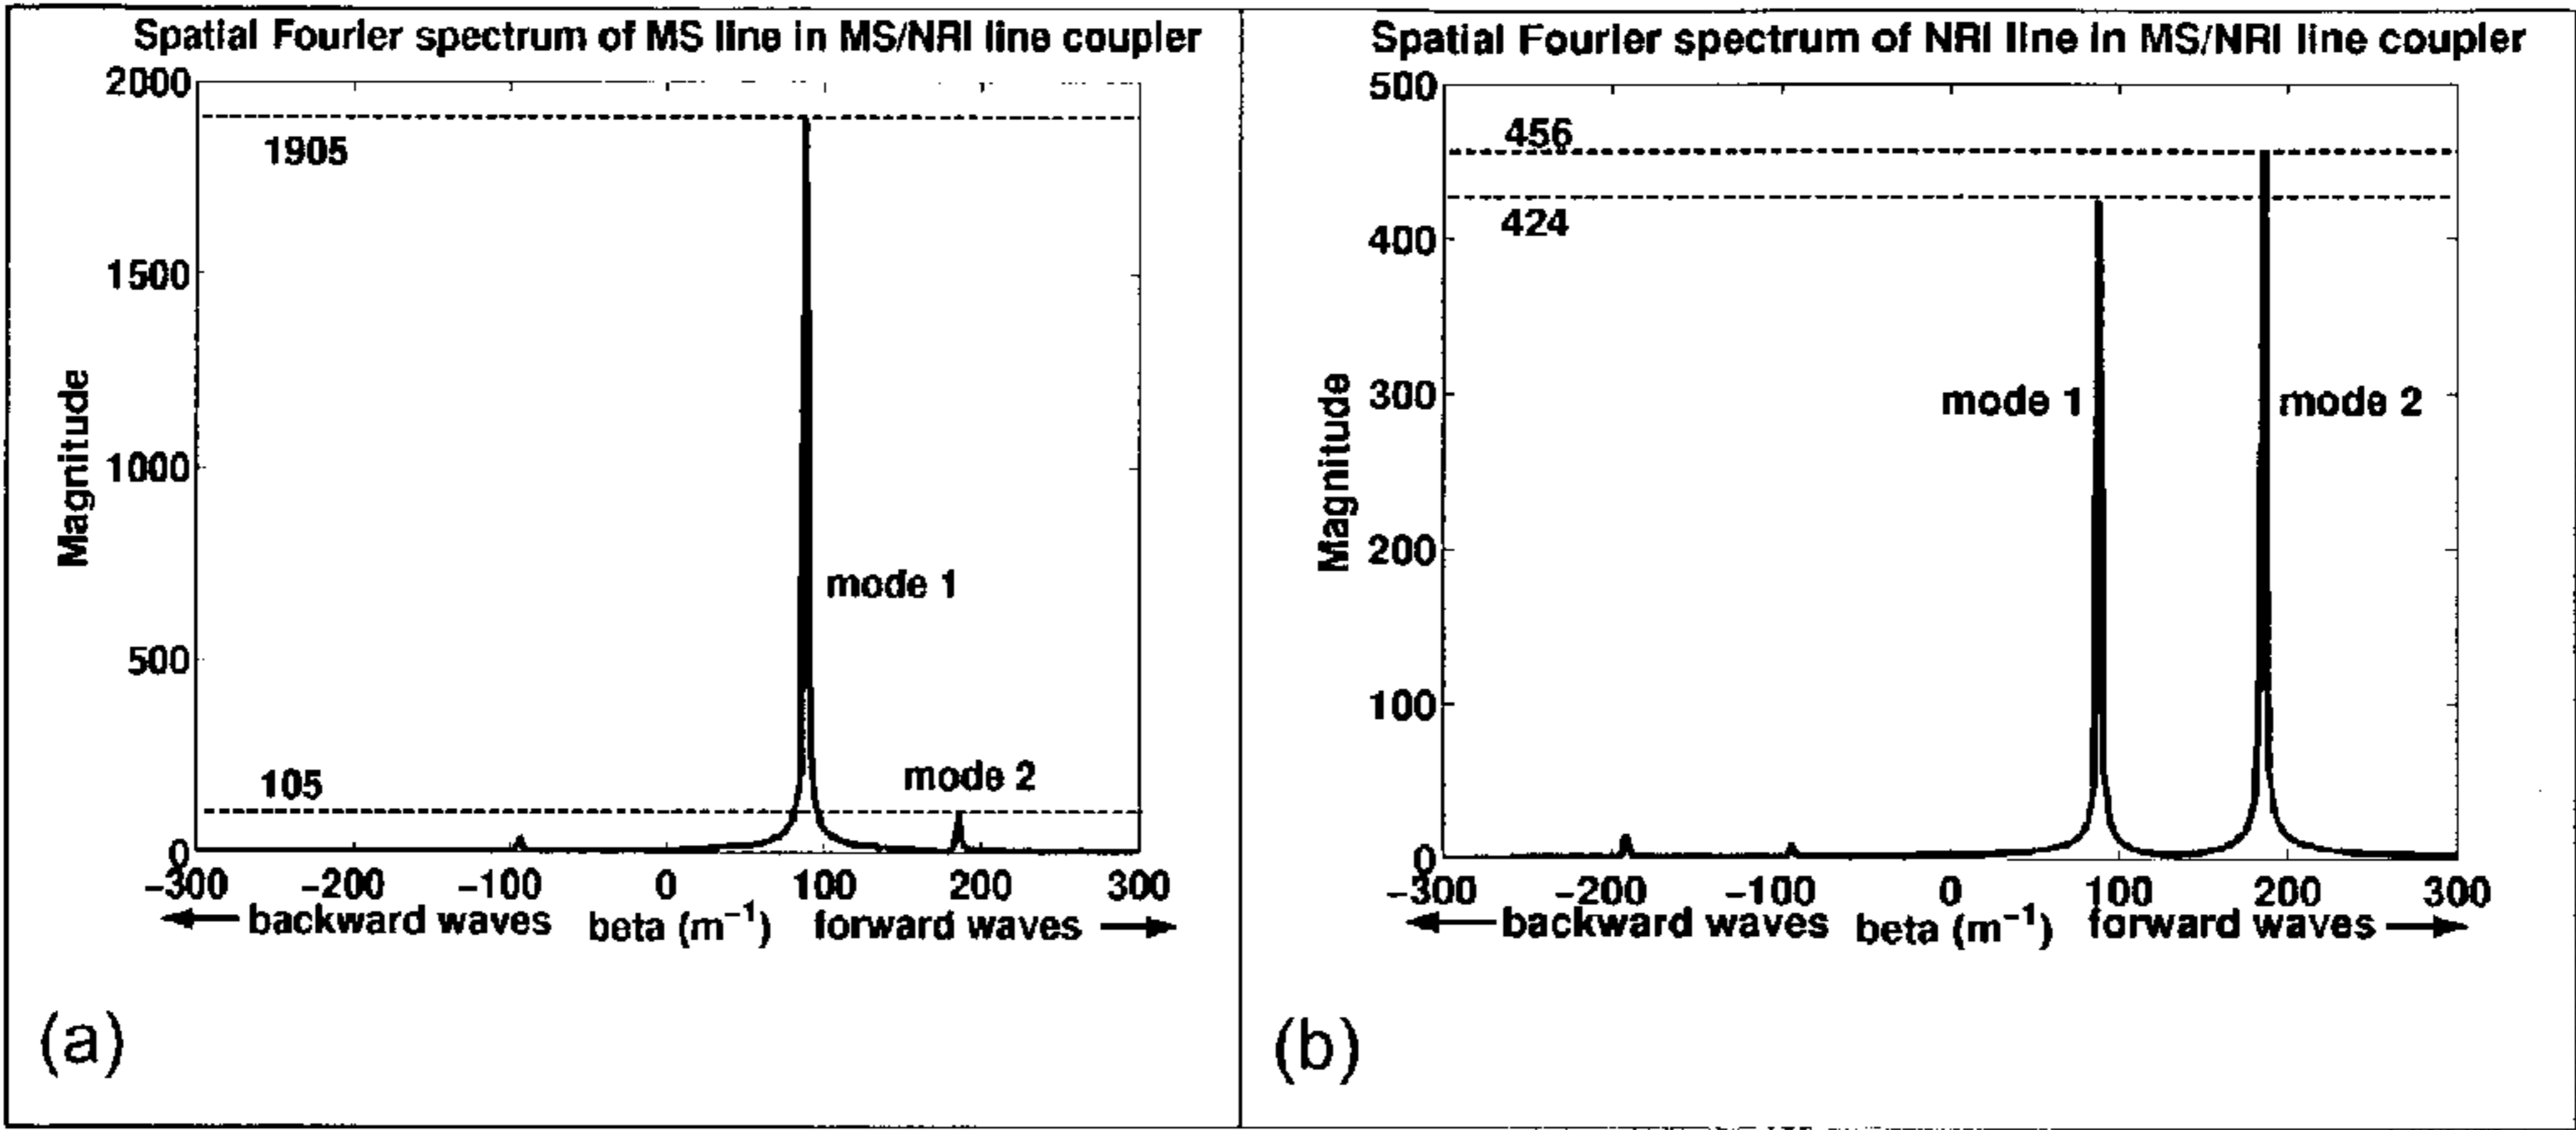 Spatial Fourier spectrum of MS line in MS/NRI line coupler
2000
1905
1500
1000
Magnitude
mode 1
500
105
mode 2
0
−300 −200 −100 0 100 200 300
backward waves beta (m⁻¹) forward waves
(a)
Spatial Fourier spectrum of NRI line in MS/NRI line coupler
500
456
424
400
mode 1
mode 2
300
Magnitude
200
100
0
−300 −200 −100 0 100 200 300
backward waves beta (m⁻¹) forward waves
(b)